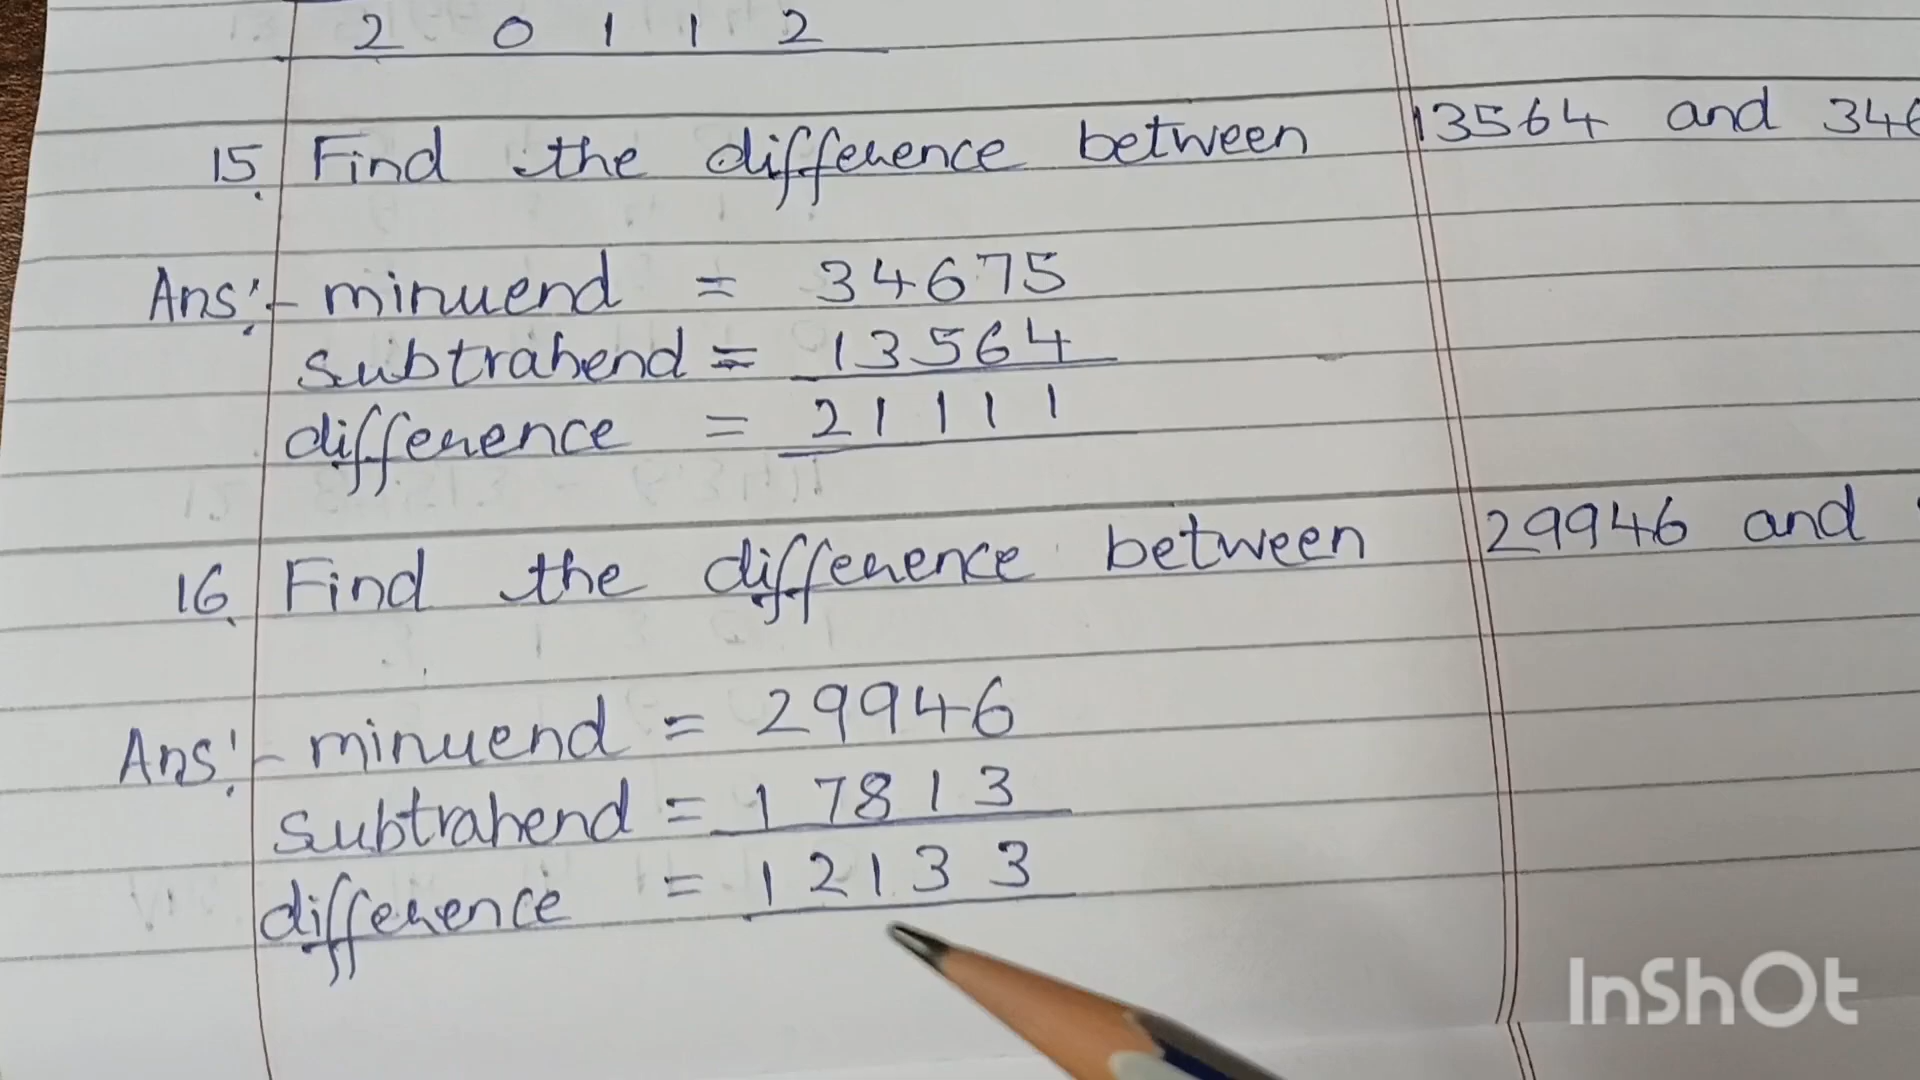 2 0 1 1 2
15. Find the difference between 13564 and 346
Ans:- minuend = 34675
subtrahend = 13564
difference = 21111
16. Find the difference between 29946 and
Ans:- minuend = 29946
subtrahend = 17813
difference = 12133
InShOt